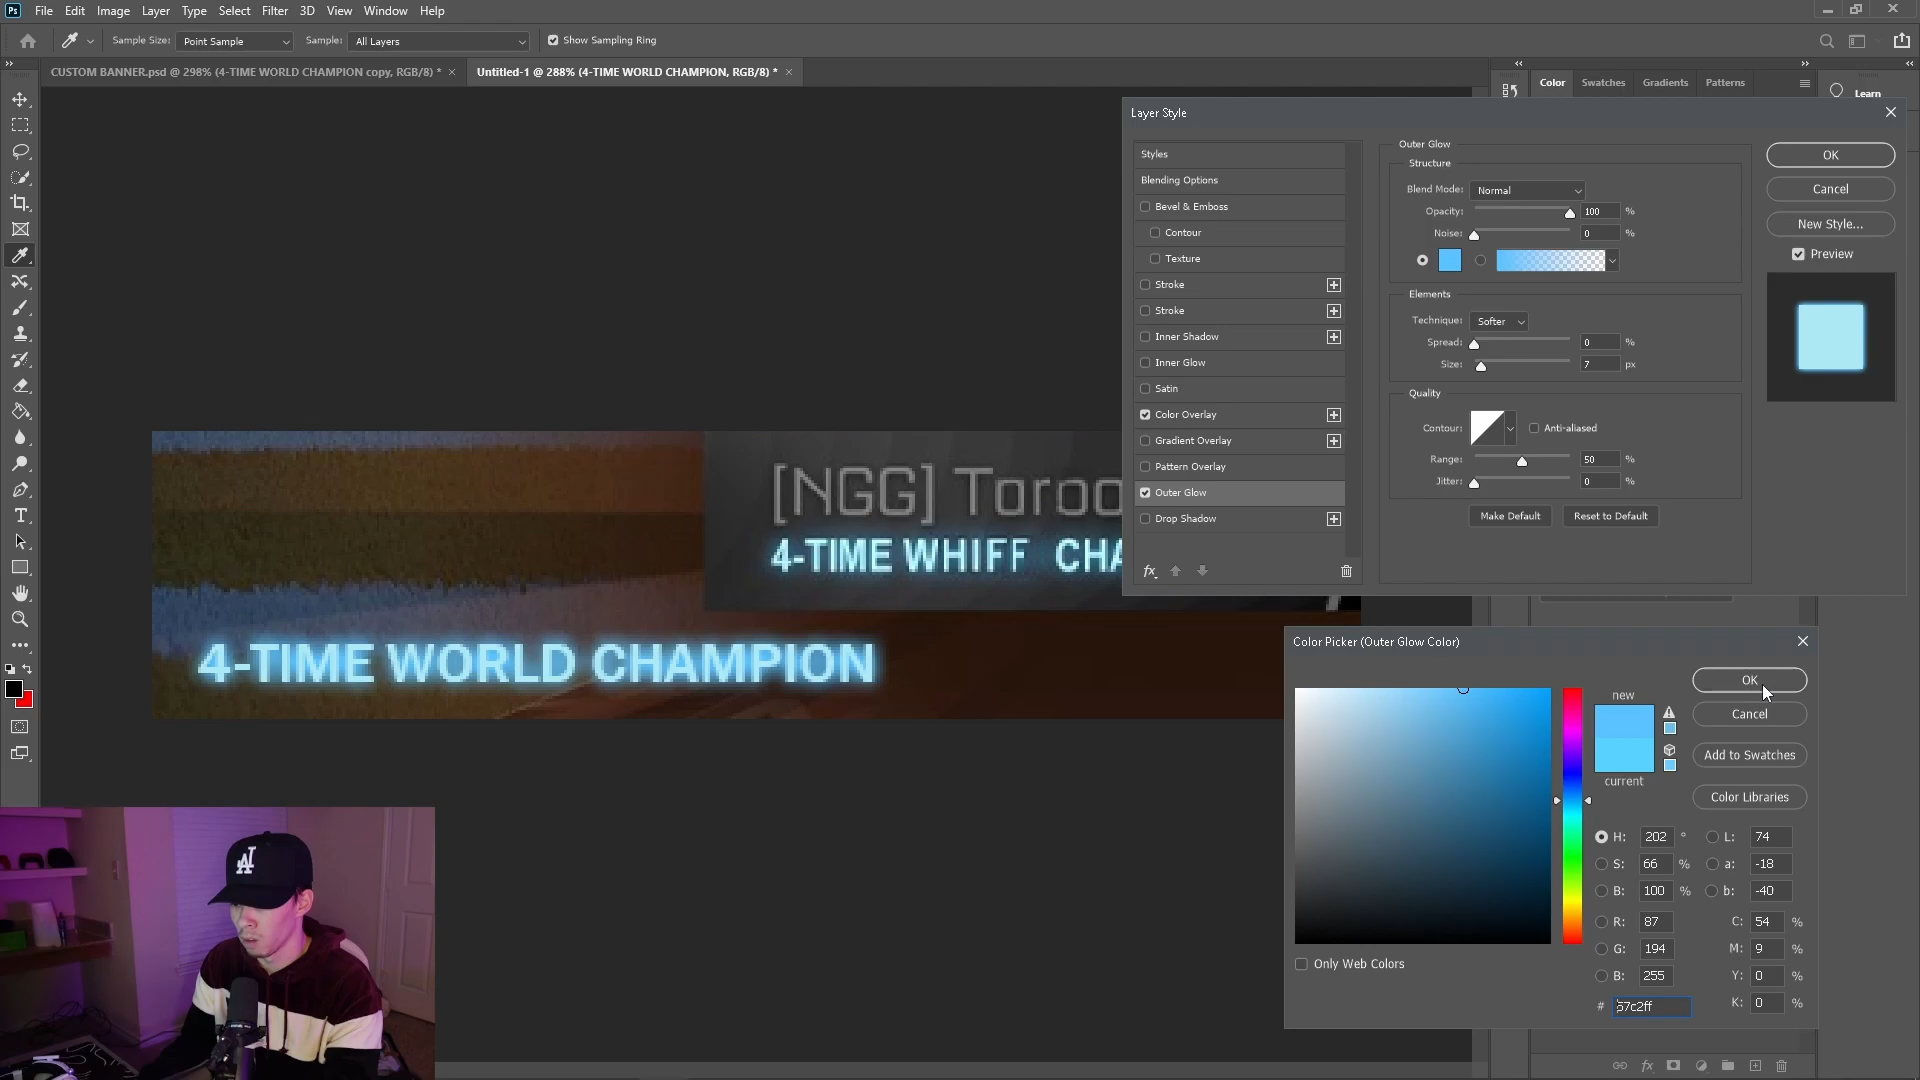 Ps File Edit Image Layer Type Select Filter 3D View Window Help
Sample Size: Point Sample Sample: All Layers Show Sampling Ring
CUSTOM BANNER.psd @ 298% (4-TIME WORLD CHAMPION copy, RGB/8) * Untitled-1 @ 288% (4-TIME WORLD CHAMPION, RGB/8) *
Color Swatches Gradients Patterns
Learn
Layer Style
Styles
Blending Options
Bevel & Emboss
Contour
Texture
Stroke
Stroke
Inner Shadow
Inner Glow
Satin
Color Overlay
Gradient Overlay
Pattern Overlay
Outer Glow
Drop Shadow
fx
Outer Glow
Structure
Blend Mode: Normal
Opacity: 100 %
Noise: 0 %
Elements
Technique: Softer
Spread: 0 %
Size: 7 px
Quality
Contour: Anti-aliased
Range: 50 %
Jitter: 0 %
Make Default Reset to Default
OK
Cancel
New Style...
Preview
[NGG] Toroo
4-TIME WHIFF CHA
4-TIME WORLD CHAMPION
Color Picker (Outer Glow Color)
new
current
OK
Cancel
Add to Swatches
Color Libraries
H: 202 ° L: 74
S: 66 % a: -18
B: 100 % b: -40
R: 87 C: 54 %
G: 194 M: 9 %
B: 255 Y: 0 %
# 57c2ff K: 0 %
Only Web Colors
fx